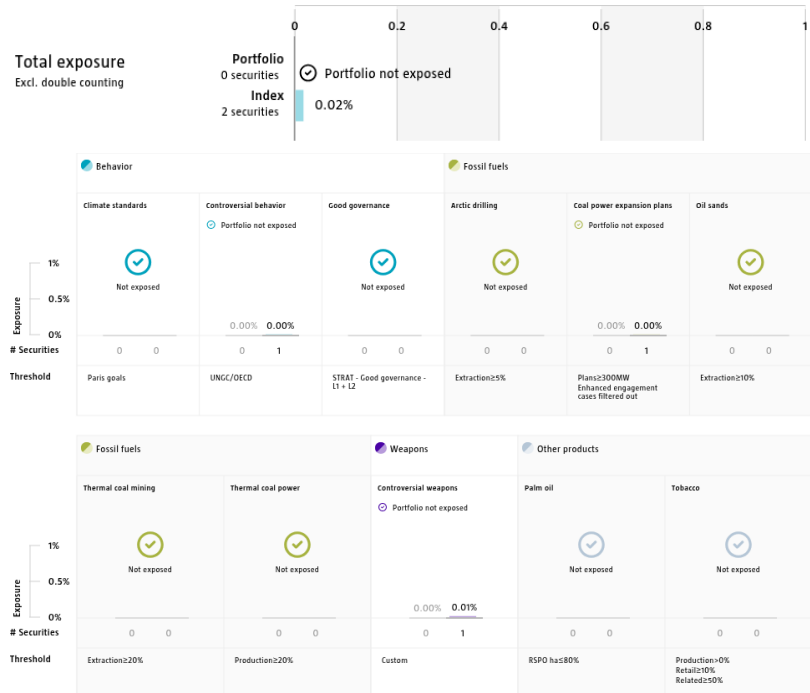 0 0.2 0.4 0.6 0.8 1
Total exposure
Excl. double counting
Portfolio
0 securities
Portfolio not exposed
Index
2 securities
0.02%
Behavior
Fossil fuels
Climate standards
Controversial behavior
Good governance
Arctic drilling
Coal power expansion plans
Oil sands
Portfolio not exposed
Portfolio not exposed
Not exposed
Not exposed
Not exposed
Not exposed
Exposure
1%
0.5%
0%
0.00% 0.00%
0.00% 0.00%
# Securities
0 0
0 1
0 0
0 0
0 1
0 0
Threshold
Paris goals
UNGC/OECD
STRAT - Good governance -
L1 + L2
Extraction≥5%
Plans≥300MW
Enhanced engagement
cases filtered out
Extraction≥10%
Fossil fuels
Weapons
Other products
Thermal coal mining
Thermal coal power
Controversial weapons
Palm oil
Tobacco
Portfolio not exposed
Not exposed
Not exposed
Not exposed
Not exposed
Exposure
1%
0.5%
0%
0.00% 0.01%
# Securities
0 0
0 0
0 1
0 0
0 0
Threshold
Extraction≥20%
Production≥20%
Custom
RSPO ha≤80%
Production>0%
Retail≥10%
Related≥50%